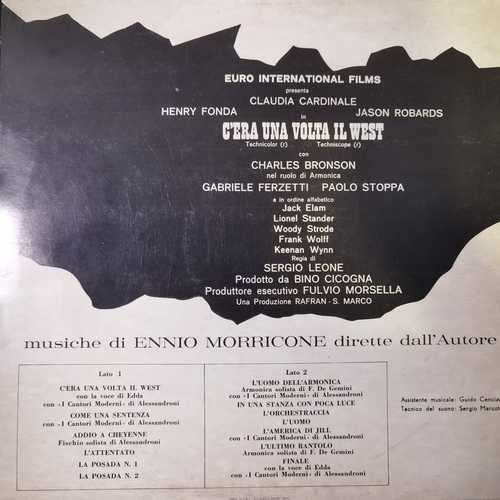 EURO INTERNATIONAL FILMS
presenta
CLAUDIA CARDINALE
HENRY FONDA JASON ROBARDS
in
C'ERA UNA VOLTA IL WEST
Technicolor (r) Techniscope (r)
con
CHARLES BRONSON
nel ruolo di Armonica
GABRIELE FERZETTI PAOLO STOPPA
e in ordine alfabetico
Jack Elam
Lionel Stander
Woody Strode
Frank Wolff
Keenan Wynn
Regia di
SERGIO LEONE
Prodotto da BINO CICOGNA
Produttore esecutivo FULVIO MORSELLA
Una Produzione RAFRAN - S. MARCO
musiche di ENNIO MORRICONE dirette dall'Autore
Lato 1
C'ERA UNA VOLTA IL WEST
con la voce di Edda
con «I Cantori Moderni» di Alessandroni
COME UNA SENTENZA
con «I Cantori Moderni» di Alessandroni
ADDIO A CHEYENNE
Fischio solista di Alessandroni
L'ATTENTATO
LA POSADA N. 1
LA POSADA N. 2
Lato 2
L'UOMO DELL'ARMONICA
Armonica solista di F. De Gemini
con «I Cantori Moderni» di Alessandroni
IN UNA STANZA CON POCA LUCE
L'ORCHESTRACCIA
L'UOMO
L'AMERICA DI JILL
con «I Cantori Moderni» di Alessandroni
L'ULTIMO RANTOLO
Armonica solista di F. De Gemini
FINALE
con la voce di Edda
con «I Cantori Moderni» di Alessandroni
Assistente musicale: Guido
Tecnico del suono: Sergio